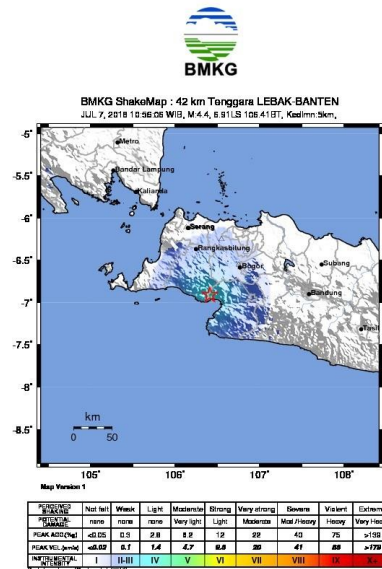 BMKG
BMKG ShakeMap : 42 km Tenggara LEBAK-BANTEN
JUL 7, 2018 10:56:06 WIB, M:4.4, 6.91LS 106.41BT, Kedlmn:5km,
-5°
Metro
Bandar Lampung
-5.5°
Kalianda
-6°
Serang
Rangkasbitung
-6.5°
Bogor
Subang
-7°
Bandung
Tasi
-7.5°
-8°
-8.5°
km
0 50
105° 106° 107° 108°
Map Version 1
PERCEIVED SHAKING Not felt Weak Light Moderate Strong Very strong Severe Violent Extrem
POTENTIAL DAMAGE none none none Very light Light Moderate Mod./Heavy Heavy Very Hea
PEAK ACC.(%g) <0.05 0.3 2.8 6.2 12 22 40 75 >139
PEAK VEL.(cm/s) <0.02 0.1 1.4 4.7 9.6 20 41 86 >178
INSTRUMENTAL INTENSITY I II-III IV V VI VII VIII IX X+